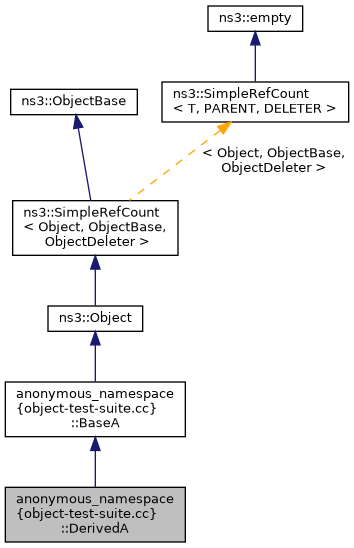 ns3::empty
ns3::SimpleRefCount
< T, PARENT, DELETER >
ns3::ObjectBase
< Object, ObjectBase,
ObjectDeleter >
ns3::SimpleRefCount
< Object, ObjectBase,
ObjectDeleter >
ns3::Object
anonymous_namespace
{object-test-suite.cc}
::BaseA
anonymous_namespace
{object-test-suite.cc}
::DerivedA